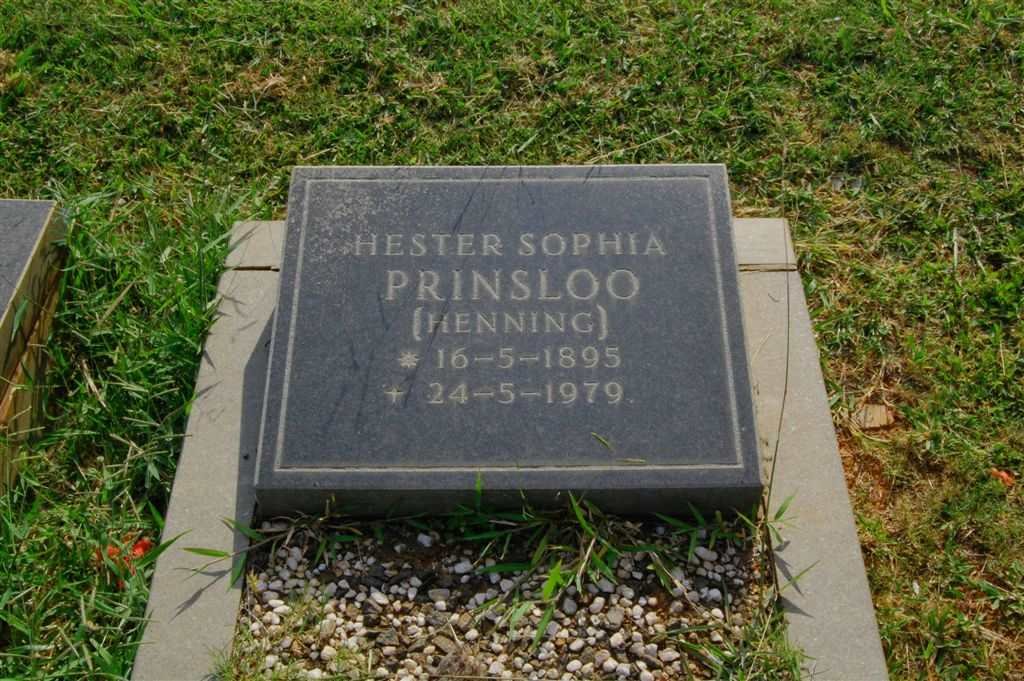 HESTER SOPHIA
PRINSLOO
(HENNING)
* 16-5-1895
+ 24-5-1979